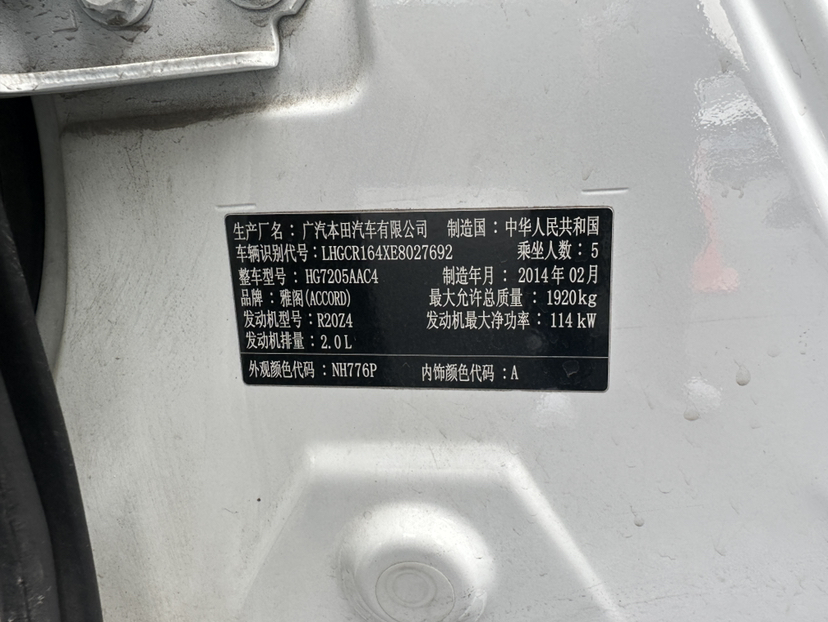 生产厂名：广汽本田汽车有限公司 制造国：中华人民共和国
车辆识别代号：LHGCR164XE8027692 乘坐人数：5
整车型号：HG7205AAC4 制造年月：2014年02月
品牌：雅阁(ACCORD) 最大允许总质量：1920kg
发动机型号：R20Z4 发动机最大净功率：114kW
发动机排量：2.0L
外观颜色代码：NH776P 内饰颜色代码：A